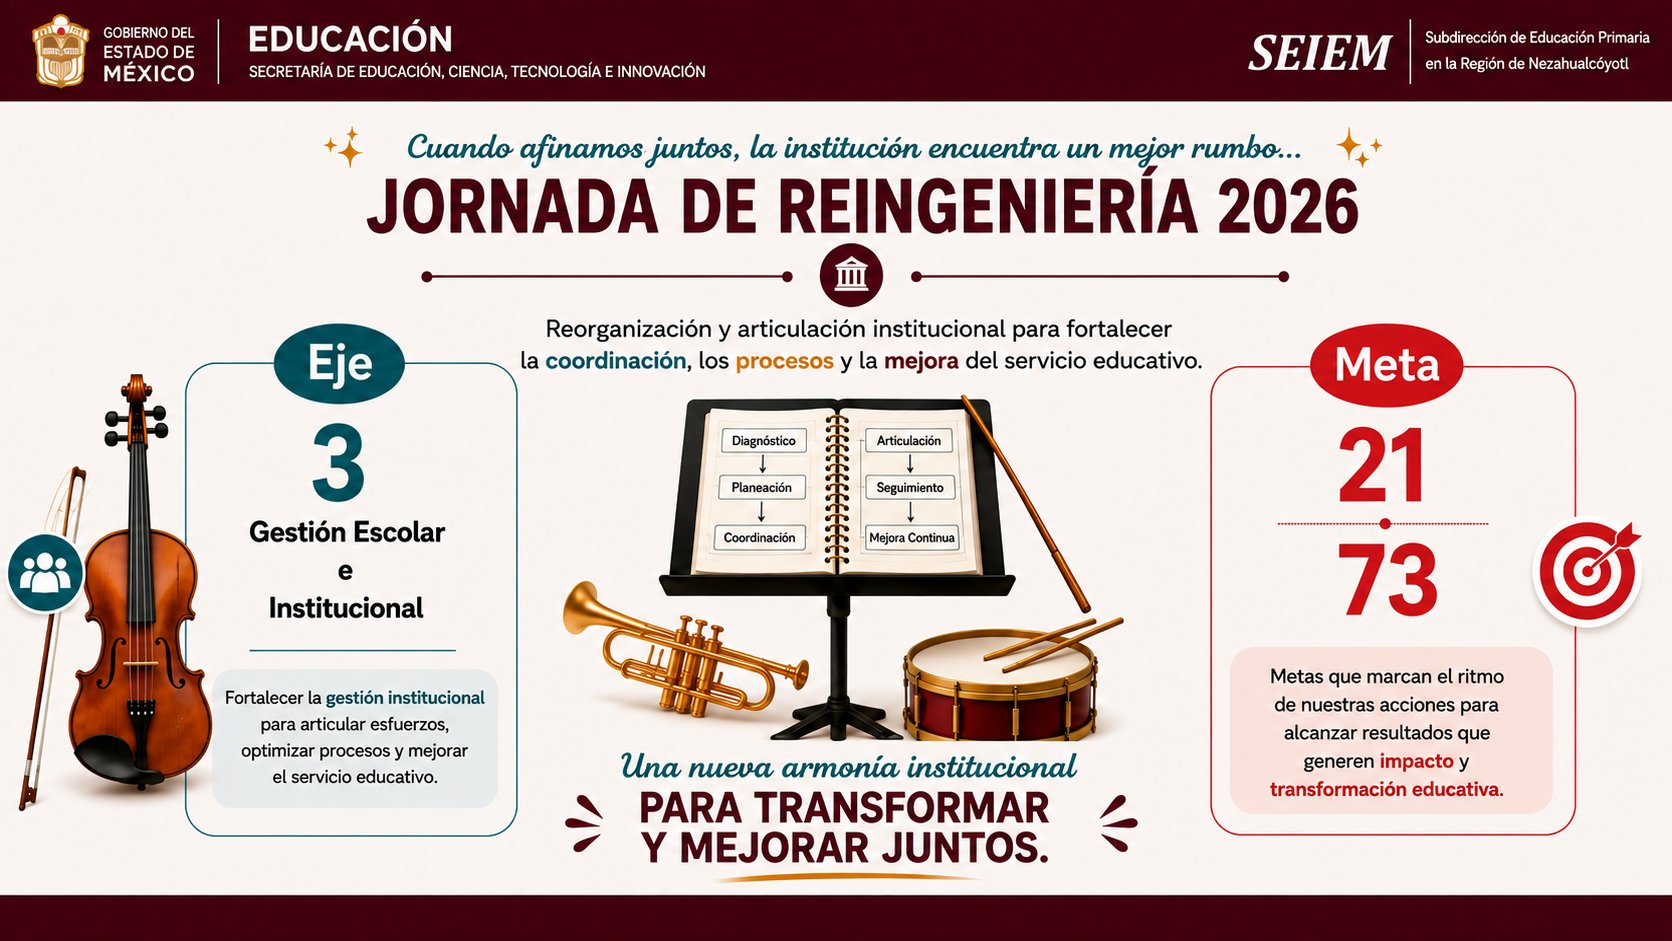 GOBIERNO DEL
ESTADO DE
MÉXICO
EDUCACIÓN
SECRETARÍA DE EDUCACIÓN, CIENCIA, TECNOLOGÍA E INNOVACIÓN
SEIEM
Subdirección de Educación Primaria
en la Región de Nezahualcóyotl
Cuando afinamos juntos, la institución encuentra un mejor rumbo...
JORNADA DE REINGENIERÍA 2026
Reorganización y articulación institucional para fortalecer
la coordinación, los procesos y la mejora del servicio educativo.
Eje
3
Gestión Escolar
e
Institucional
Fortalecer la gestión institucional
para articular esfuerzos,
optimizar procesos y mejorar
el servicio educativo.
Diagnóstico
Planeación
Coordinación
Articulación
Seguimiento
Mejora Continua
Una nueva armonía institucional
PARA TRANSFORMAR
Y MEJORAR JUNTOS.
Meta
21
73
Metas que marcan el ritmo
de nuestras acciones para
alcanzar resultados que
generen impacto y
transformación educativa.